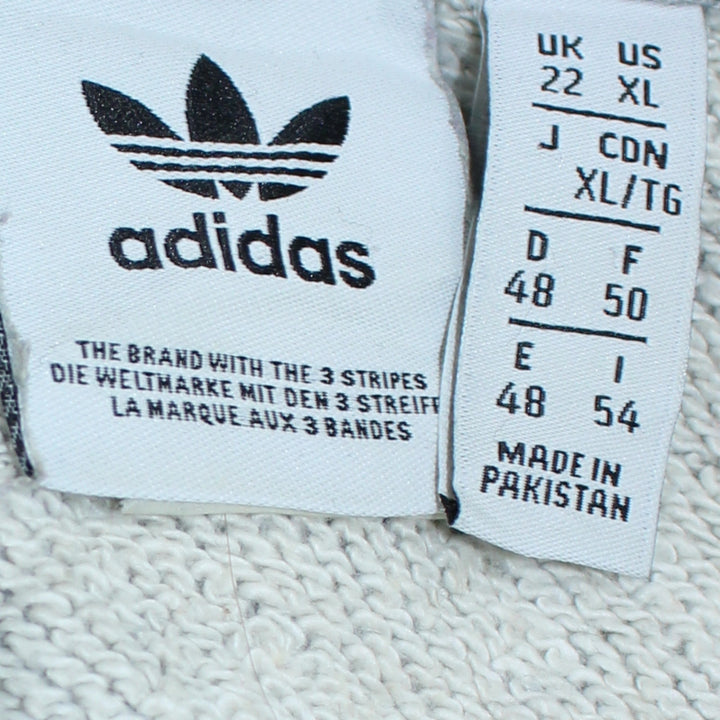 adidas
THE BRAND WITH THE 3 STRIPES
DIE WELTMARKE MIT DEN 3 STREIF
LA MARQUE AUX 3 BANDES
UK US
22 XL
J CDN
XL/TG
D F
48 50
E I
48 54
MADE IN
PAKISTAN